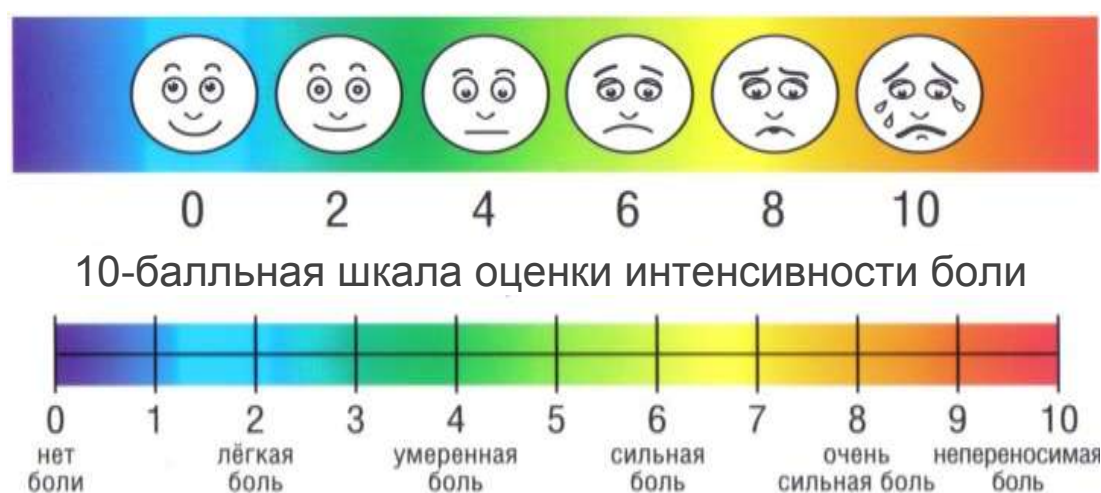 0 2 4 6 8 10
10-балльная шкала оценки интенсивности боли
0 1 2 3 4 5 6 7 8 9 10
нет лёгкая умеренная сильная очень непереносимая
боли боль боль боль сильная боль боль